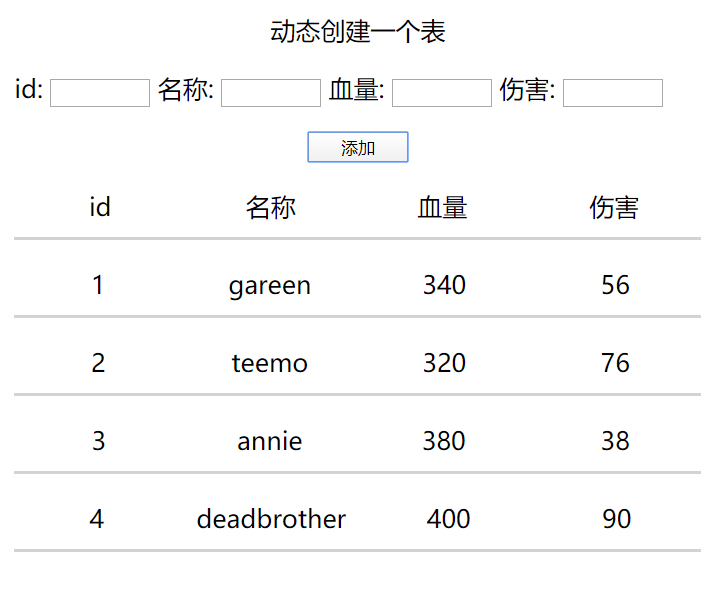 动态创建一个表
id: 名称: 血量: 伤害:
添加
id 名称 血量 伤害
1 gareen 340 56
2 teemo 320 76
3 annie 380 38
4 deadbrother 400 90